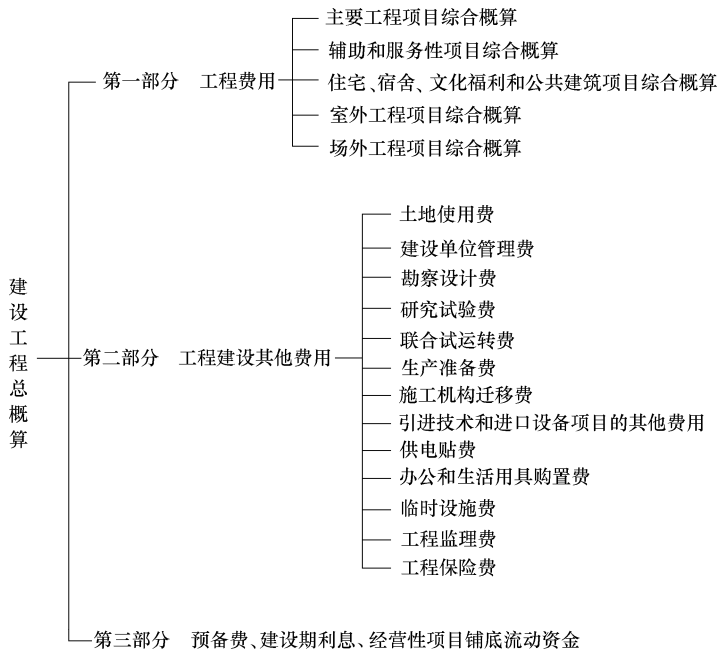 建设工程总概算
第一部分　工程费用
主要工程项目综合概算
辅助和服务性项目综合概算
住宅、宿舍、文化福利和公共建筑项目综合概算
室外工程项目综合概算
场外工程项目综合概算
第二部分　工程建设其他费用
土地使用费
建设单位管理费
勘察设计费
研究试验费
联合试运转费
生产准备费
施工机构迁移费
引进技术和进口设备项目的其他费用
供电贴费
办公和生活用具购置费
临时设施费
工程监理费
工程保险费
第三部分　预备费、建设期利息、经营性项目铺底流动资金